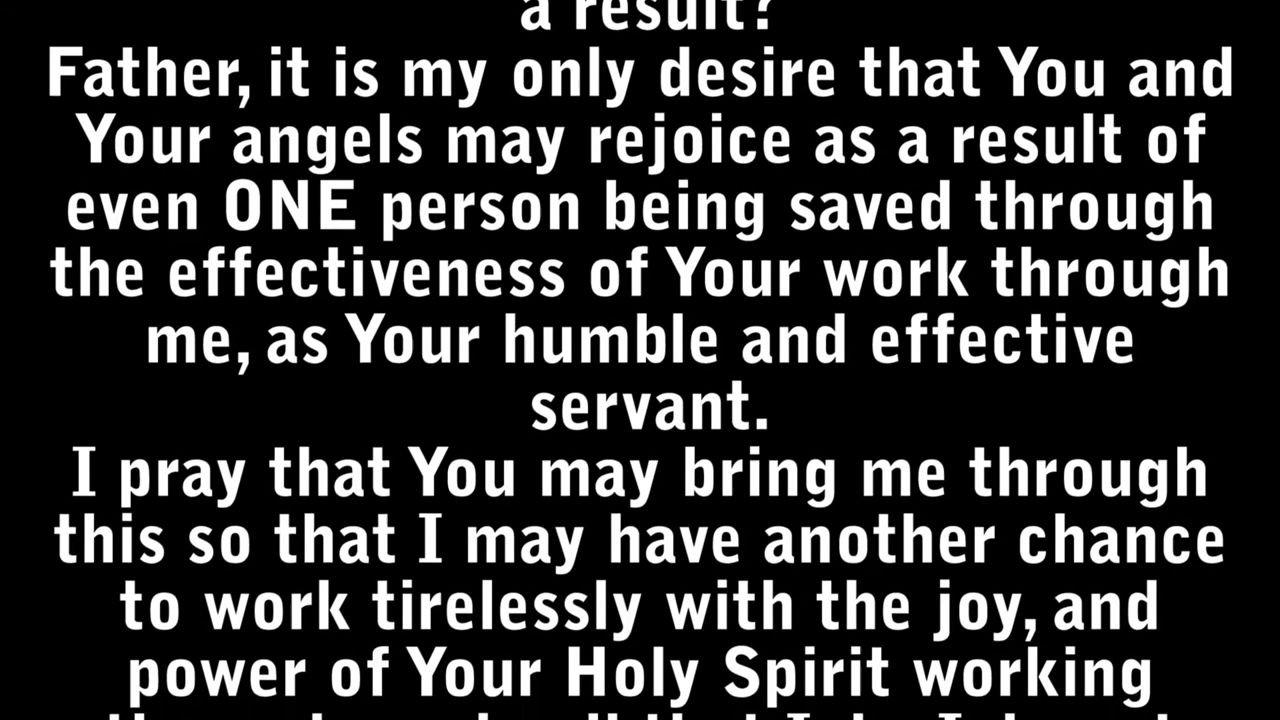 a result?
Father, it is my only desire that You and
Your angels may rejoice as a result of
even ONE person being saved through
the effectiveness of Your work through
me, as Your humble and effective
servant.
I pray that You may bring me through
this so that I may have another chance
to work tirelessly with the joy, and
power of Your Holy Spirit working